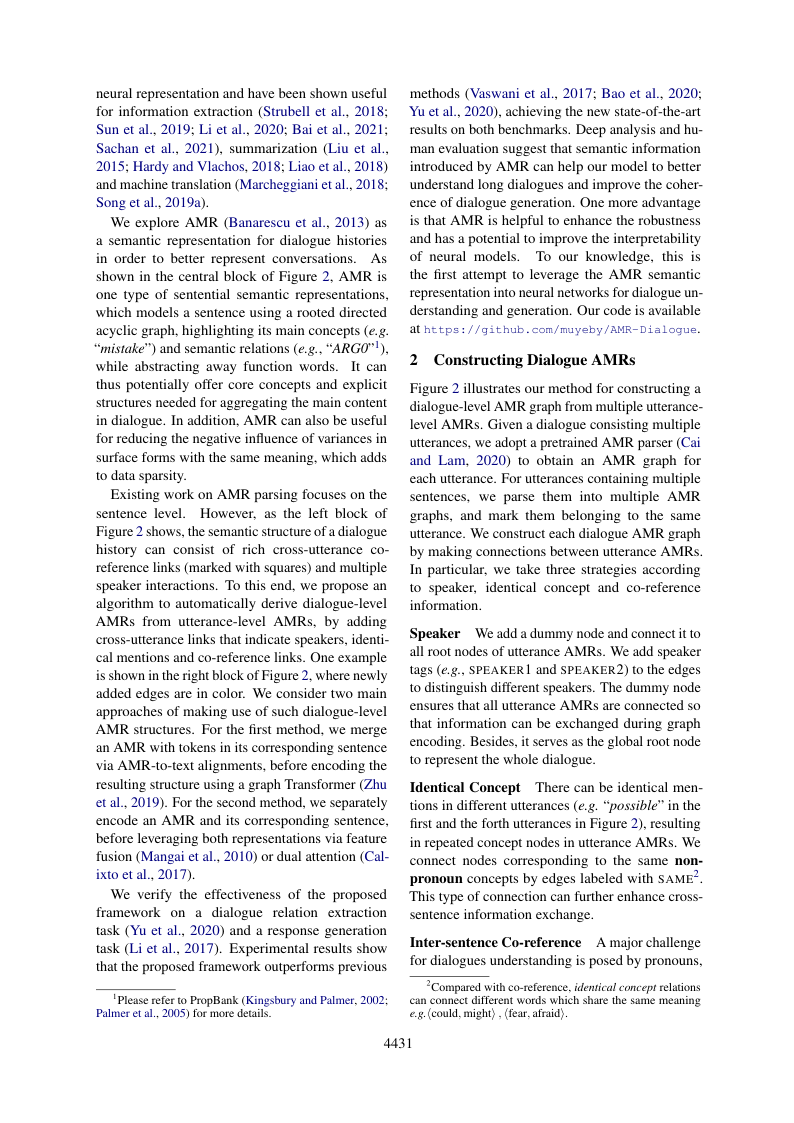 neural representation and have been shown useful
for information extraction (Strubell et al., 2018;
Sun et al., 2019; Li et al., 2020; Bai et al., 2021;
Sachan et al., 2021), summarization (Liu et al.,
2015; Hardy and Vlachos, 2018; Liao et al., 2018)
and machine translation (Marcheggiani et al., 2018;
Song et al., 2019a).
We explore AMR (Banarescu et al., 2013) as
a semantic representation for dialogue histories
in order to better represent conversations. As
shown in the central block of Figure 2, AMR is
one type of sentential semantic representations,
which models a sentence using a rooted directed
acyclic graph, highlighting its main concepts (e.g.
“mistake”) and semantic relations (e.g., “ARG0”1),
while abstracting away function words. It can
thus potentially offer core concepts and explicit
structures needed for aggregating the main content
in dialogue. In addition, AMR can also be useful
for reducing the negative influence of variances in
surface forms with the same meaning, which adds
to data sparsity.
Existing work on AMR parsing focuses on the
sentence level. However, as the left block of
Figure 2 shows, the semantic structure of a dialogue
history can consist of rich cross-utterance co-
reference links (marked with squares) and multiple
speaker interactions. To this end, we propose an
algorithm to automatically derive dialogue-level
AMRs from utterance-level AMRs, by adding
cross-utterance links that indicate speakers, identi-
cal mentions and co-reference links. One example
is shown in the right block of Figure 2, where newly
added edges are in color. We consider two main
approaches of making use of such dialogue-level
AMR structures. For the first method, we merge
an AMR with tokens in its corresponding sentence
via AMR-to-text alignments, before encoding the
resulting structure using a graph Transformer (Zhu
et al., 2019). For the second method, we separately
encode an AMR and its corresponding sentence,
before leveraging both representations via feature
fusion (Mangai et al., 2010) or dual attention (Cal-
ixto et al., 2017).
We verify the effectiveness of the proposed
framework on a dialogue relation extraction
task (Yu et al., 2020) and a response generation
task (Li et al., 2017). Experimental results show
that the proposed framework outperforms previous
1Please refer to PropBank (Kingsbury and Palmer, 2002;
Palmer et al., 2005) for more details.
methods (Vaswani et al., 2017; Bao et al., 2020;
Yu et al., 2020), achieving the new state-of-the-art
results on both benchmarks. Deep analysis and hu-
man evaluation suggest that semantic information
introduced by AMR can help our model to better
understand long dialogues and improve the coher-
ence of dialogue generation. One more advantage
is that AMR is helpful to enhance the robustness
and has a potential to improve the interpretability
of neural models. To our knowledge, this is
the first attempt to leverage the AMR semantic
representation into neural networks for dialogue un-
derstanding and generation. Our code is available
at https://github.com/muyeby/AMR-Dialogue.
2 Constructing Dialogue AMRs
Figure 2 illustrates our method for constructing a
dialogue-level AMR graph from multiple utterance-
level AMRs. Given a dialogue consisting multiple
utterances, we adopt a pretrained AMR parser (Cai
and Lam, 2020) to obtain an AMR graph for
each utterance. For utterances containing multiple
sentences, we parse them into multiple AMR
graphs, and mark them belonging to the same
utterance. We construct each dialogue AMR graph
by making connections between utterance AMRs.
In particular, we take three strategies according
to speaker, identical concept and co-reference
information.
Speaker We add a dummy node and connect it to
all root nodes of utterance AMRs. We add speaker
tags (e.g., SPEAKER1 and SPEAKER2) to the edges
to distinguish different speakers. The dummy node
ensures that all utterance AMRs are connected so
that information can be exchanged during graph
encoding. Besides, it serves as the global root node
to represent the whole dialogue.
Identical Concept There can be identical men-
tions in different utterances (e.g. “possible” in the
first and the forth utterances in Figure 2), resulting
in repeated concept nodes in utterance AMRs. We
connect nodes corresponding to the same non-
pronoun concepts by edges labeled with SAME2.
This type of connection can further enhance cross-
sentence information exchange.
Inter-sentence Co-reference A major challenge
for dialogues understanding is posed by pronouns,
2Compared with co-reference, identical concept relations
can connect different words which share the same meaning
e.g.⟨could, might⟩ , ⟨fear, afraid⟩.
4431